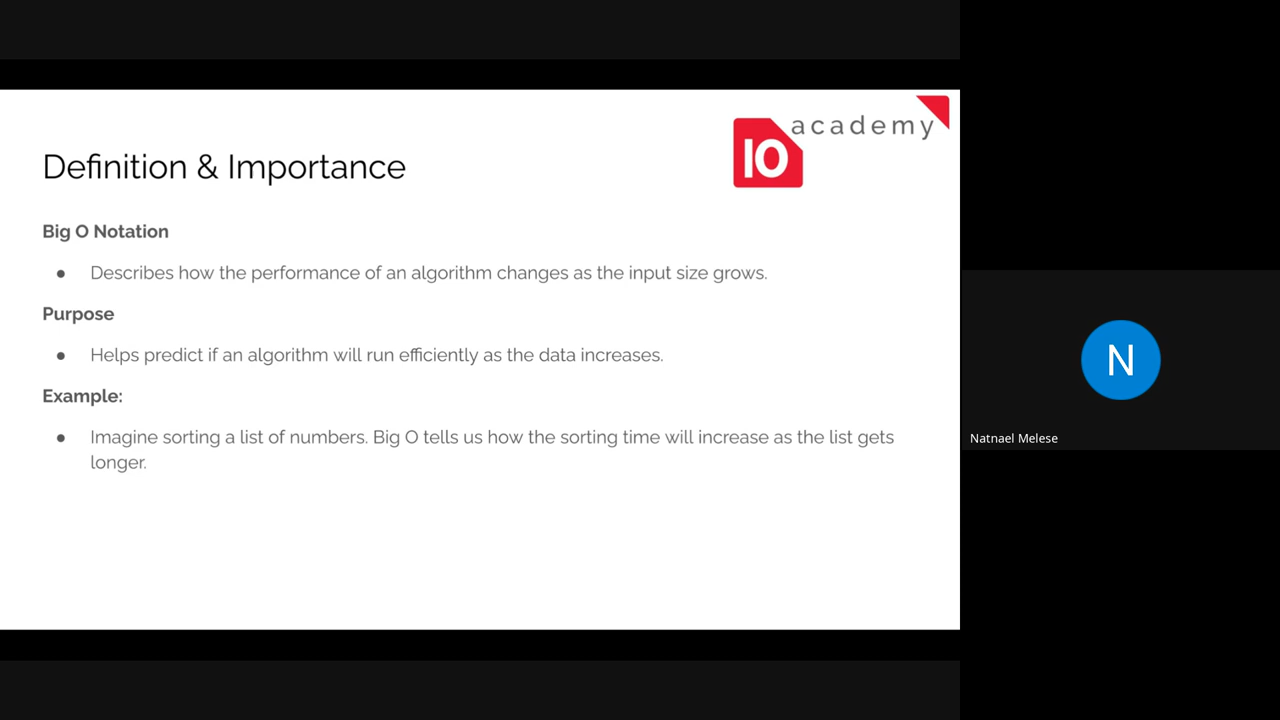 10 academy
Definition & Importance
Big O Notation
● Describes how the performance of an algorithm changes as the input size grows.
Purpose
● Helps predict if an algorithm will run efficiently as the data increases.
Example:
● Imagine sorting a list of numbers. Big O tells us how the sorting time will increase as the list gets
longer.
N
Natnael Melese